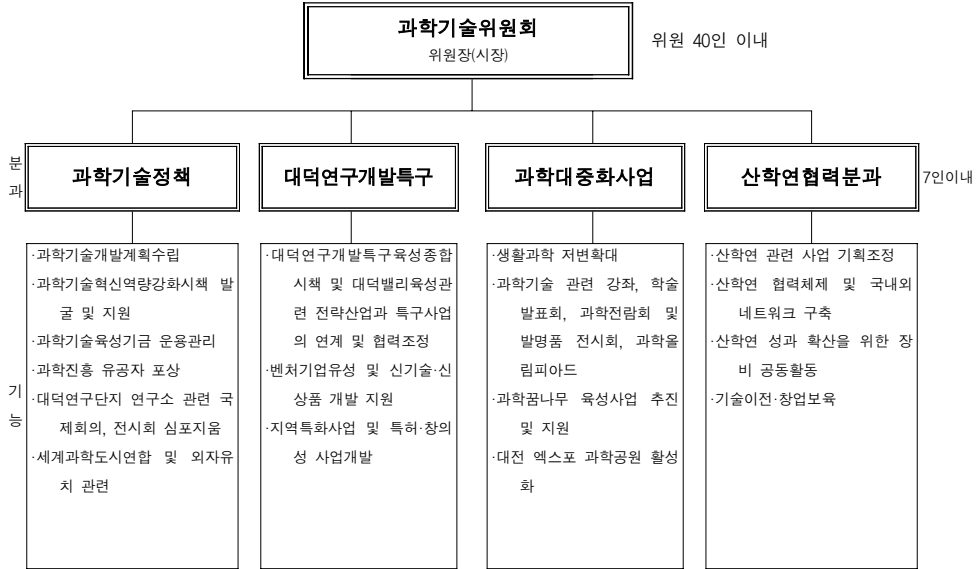 과학기술위원회
위원장(시장)
위원 40인 이내
분
과
과학기술정책
대덕연구개발특구
과학대중화사업
산학연협력분과
7인이내
기
능
·과학기술개발계획수립
·과학기술혁신역량강화시책 발
굴 및 지원
·과학기술육성기금 운용관리
·과학진흥 유공자 포상
·대덕연구단지 연구소 관련 국
제회의, 전시회 심포지움
·세계과학도시연합 및 외자유
치 관련
·대덕연구개발특구육성종합
시책 및 대덕밸리육성관
련 전략산업과 특구사업
의 연계 및 협력조정
·벤처기업유성 및 신기술·신
상품 개발 지원
·지역특화사업 및 특허·창의
성 사업개발
·생활과학 저변확대
·과학기술 관련 강좌, 학술
발표회, 과학전람회 및
발명품 전시회, 과학올
림피아드
·과학꿈나무 육성사업 추진
및 지원
·대전 엑스포 과학공원 활성
화
·산학연 관련 사업 기획조정
·산학연 협력체제 및 국내외
네트워크 구축
·산학연 성과 확산을 위한 장
비 공동활동
·기술이전·창업보육